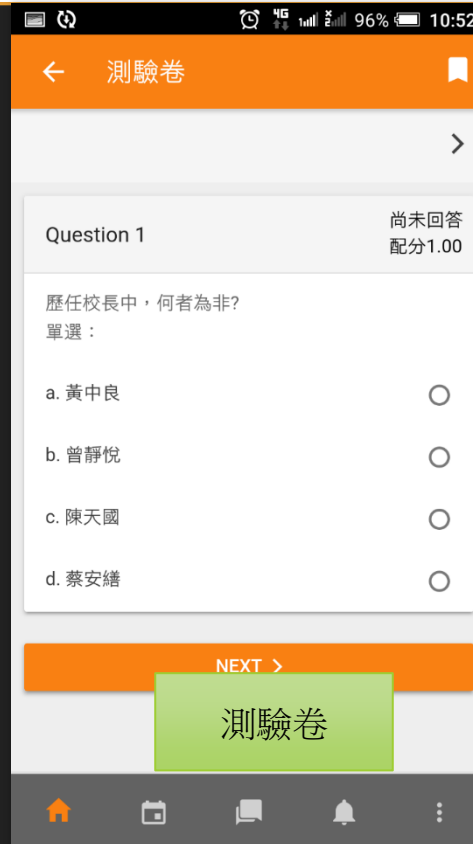 4G 96% 10:52
測驗卷
Question 1
尚未回答
配分1.00
歷任校長中，何者為非?
單選：
a. 黃中良
b. 曾靜悅
c. 陳天國
d. 蔡安繕
NEXT
測驗卷